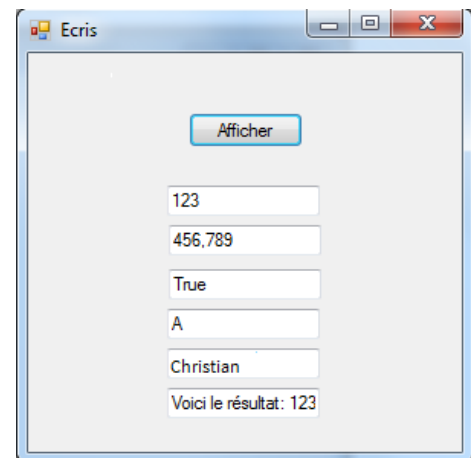 Ecris
Afficher
123
456,789
True
A
Christian
Voici le résultat: 123